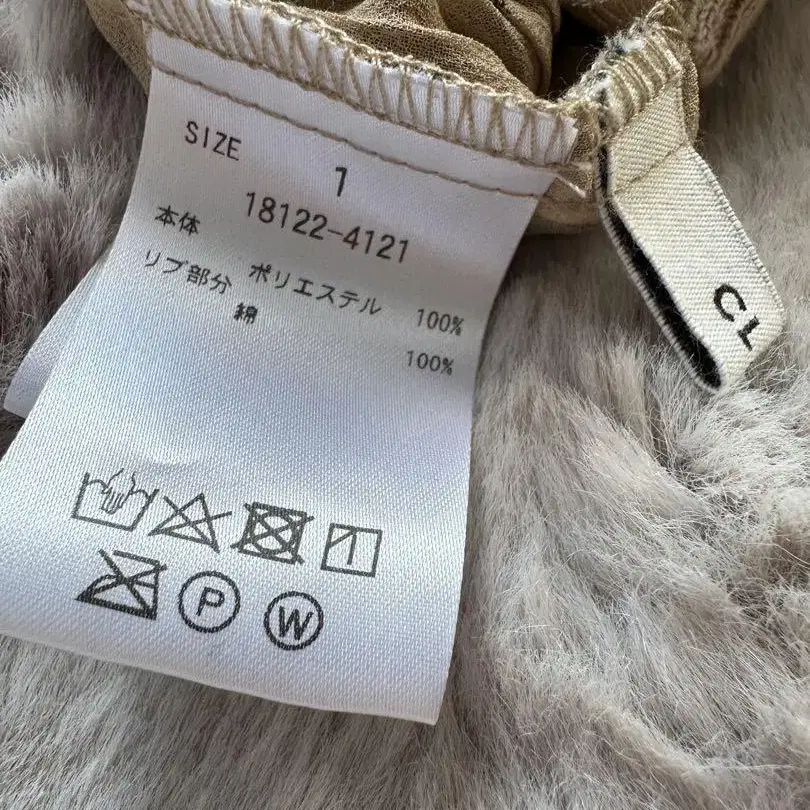 SIZE 1
18122-4121
本体 ポリエステル 100%
リブ部分 綿 100%
P W
CL